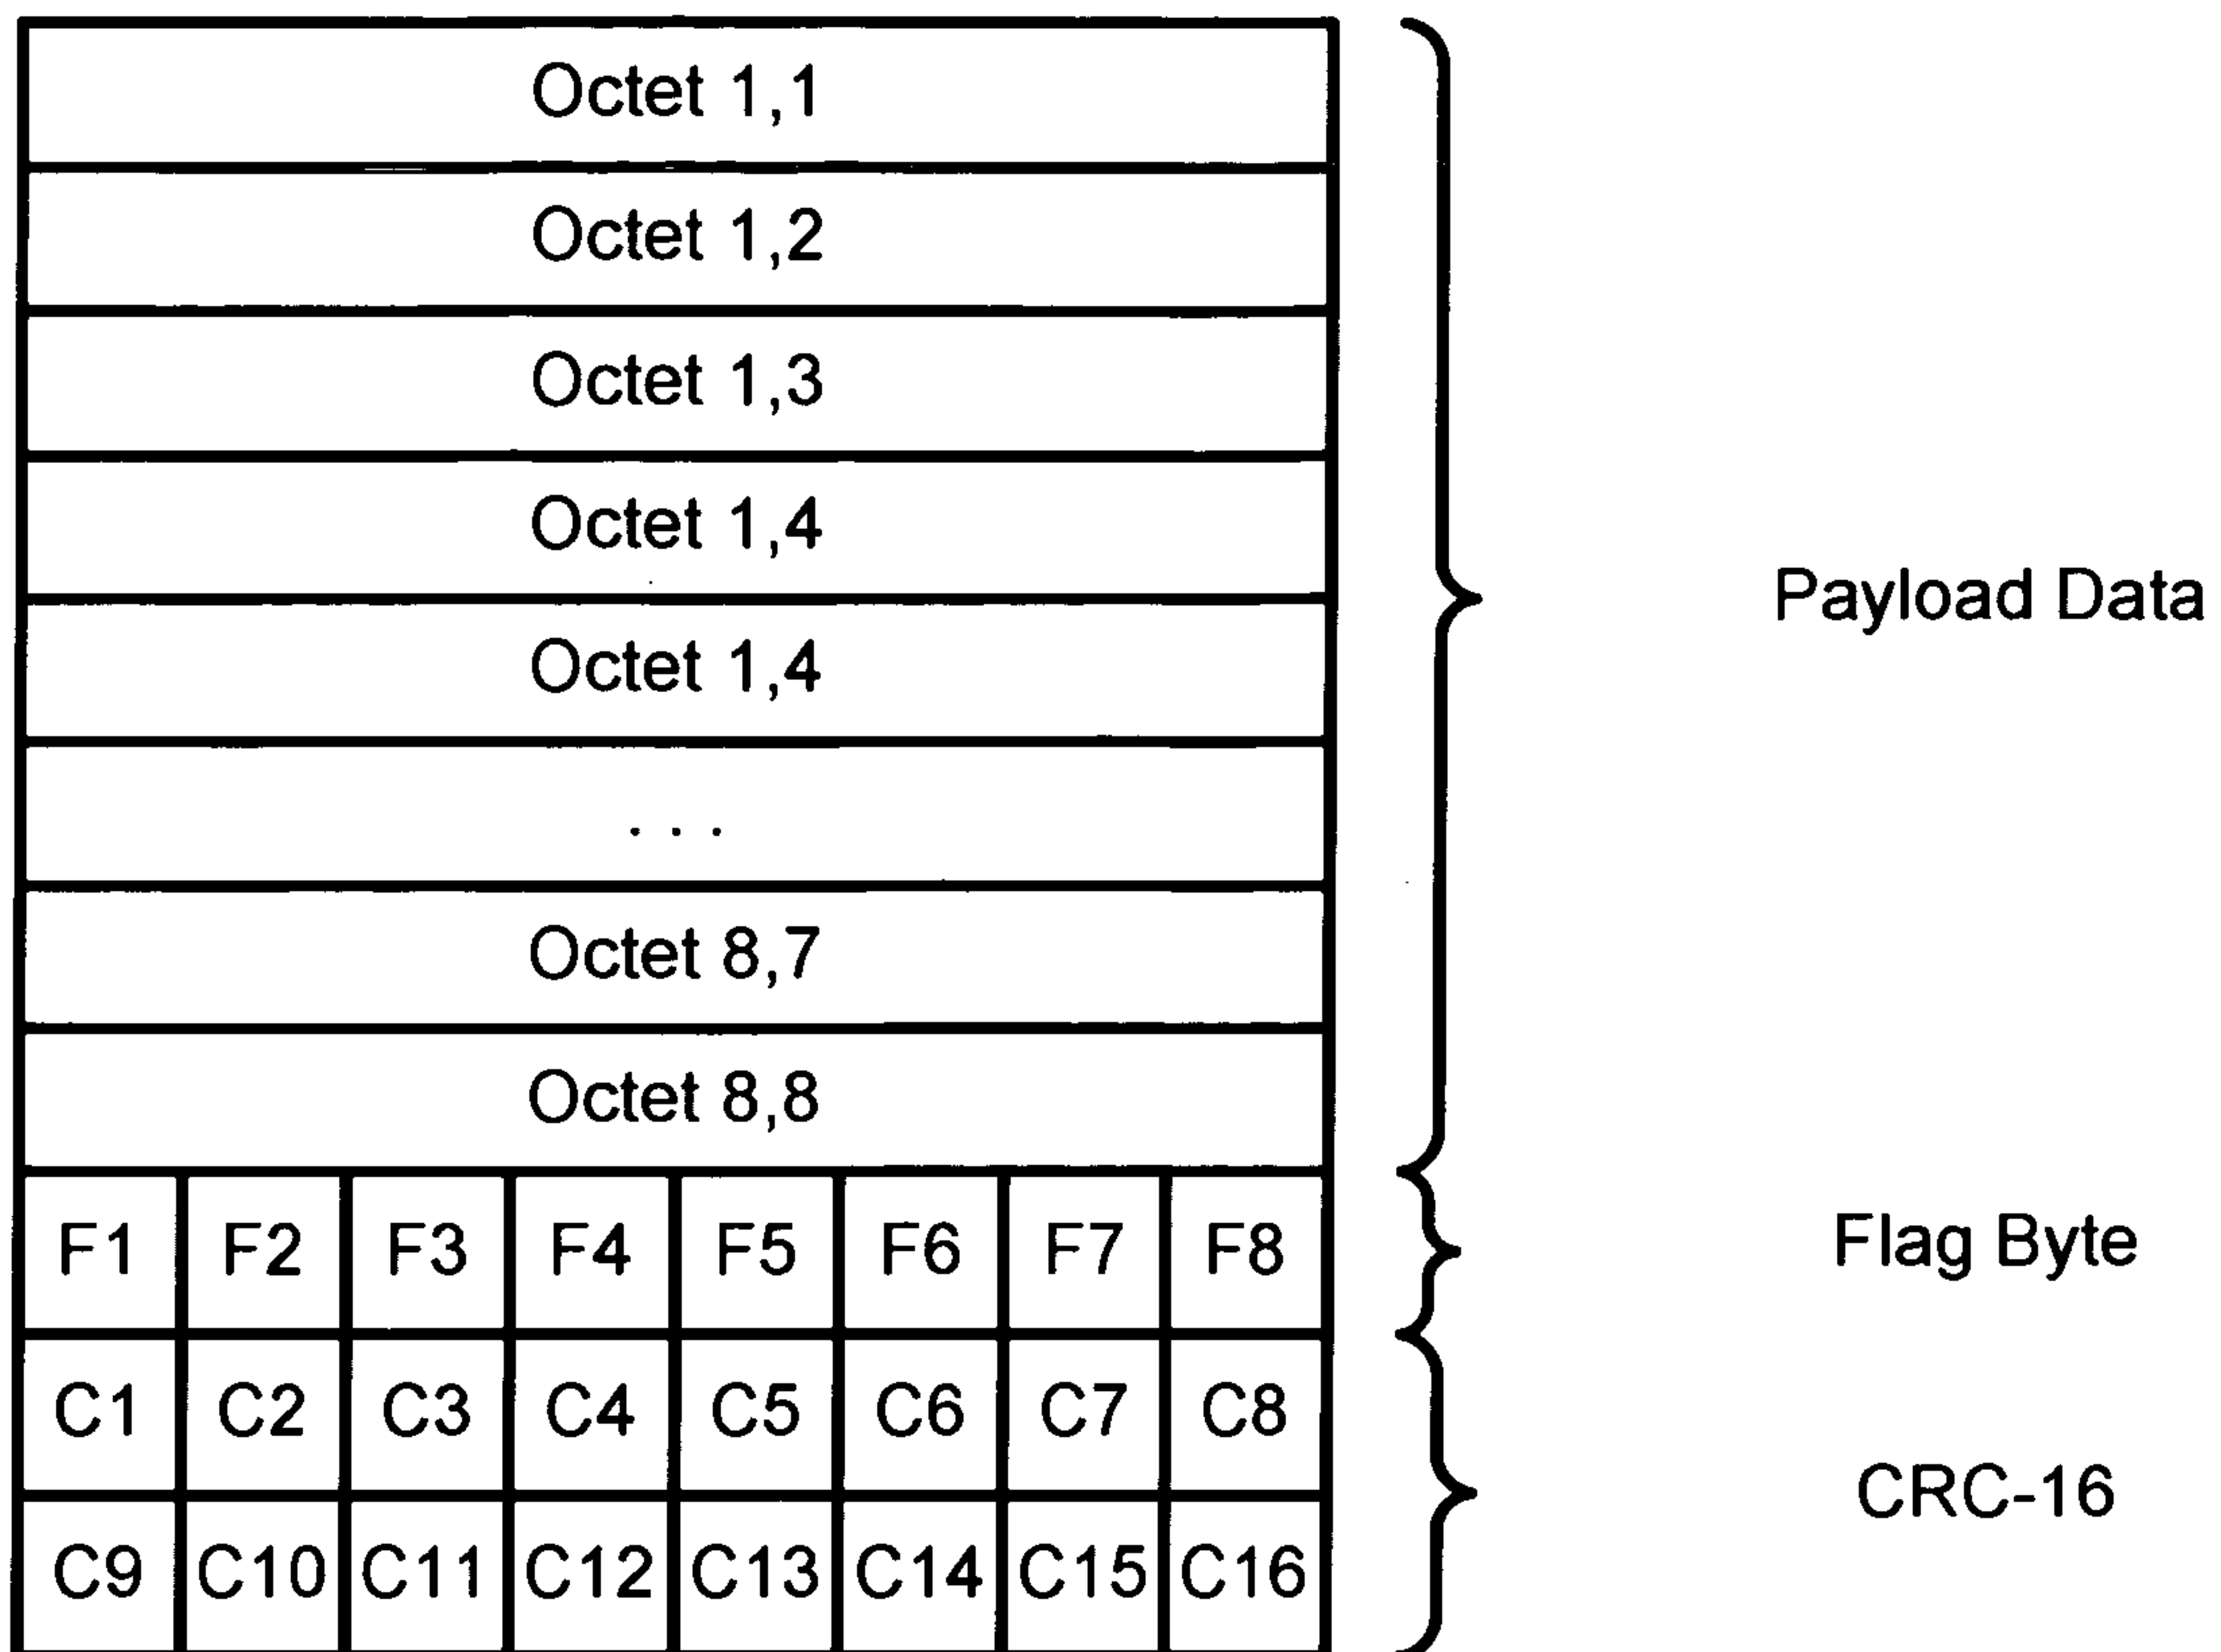 Octet 1,1
Octet 1,2
Octet 1,3
Octet 1,4
Octet 1,4
Payload Data
. . .
Octet 8,7
Octet 8,8
F1 F2 F3 F4 F5 F6 F7 F8
Flag Byte
C1 C2 C3 C4 C5 C6 C7 C8
CRC-16
C9 C10 C11 C12 C13 C14 C15 C16